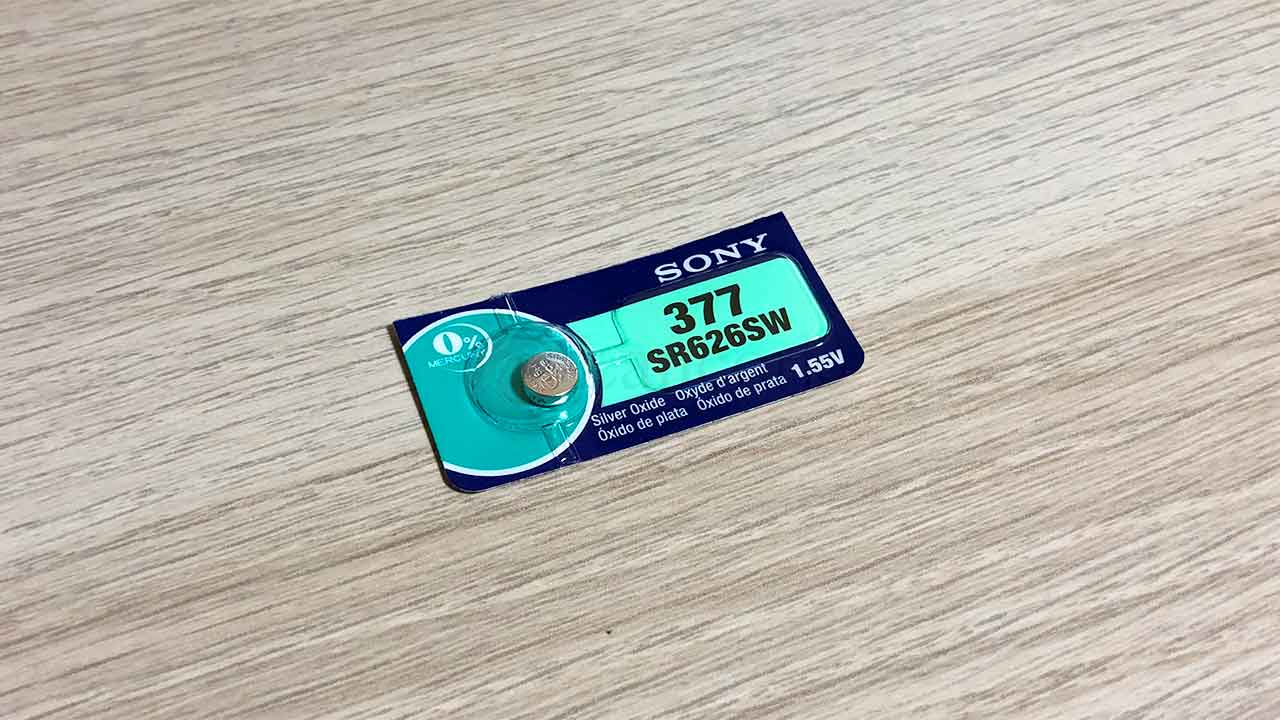 SONY
377
SR626SW
0%
MERCURY
Silver Oxide Oxyde d'argent
Óxido de plata Óxido de prata
1.55V